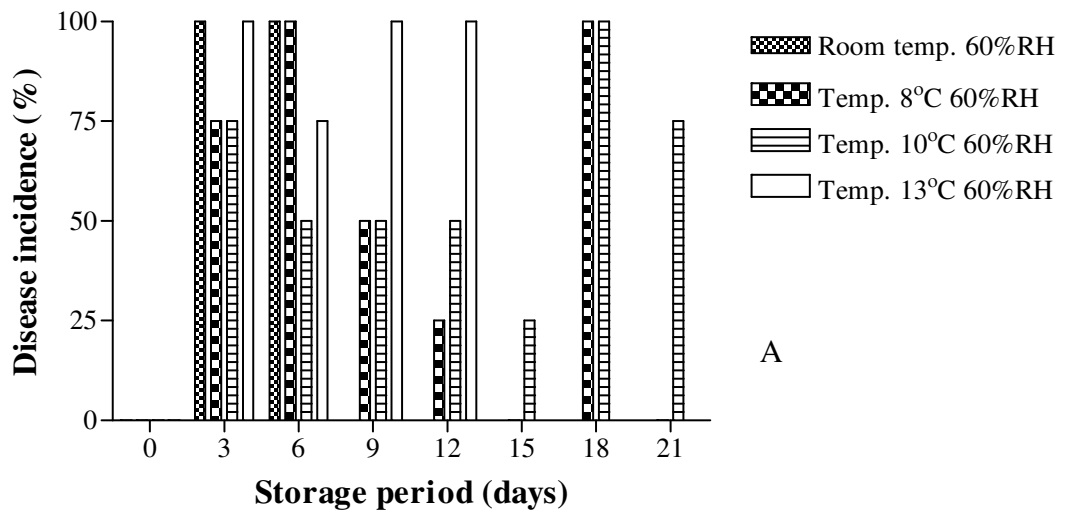 Disease incidence (%)
100
75
50
25
0
0 3 6 9 12 15 18 21
Storage period (days)
Room temp. 60%RH
Temp. 8°C 60%RH
Temp. 10°C 60%RH
Temp. 13°C 60%RH
A